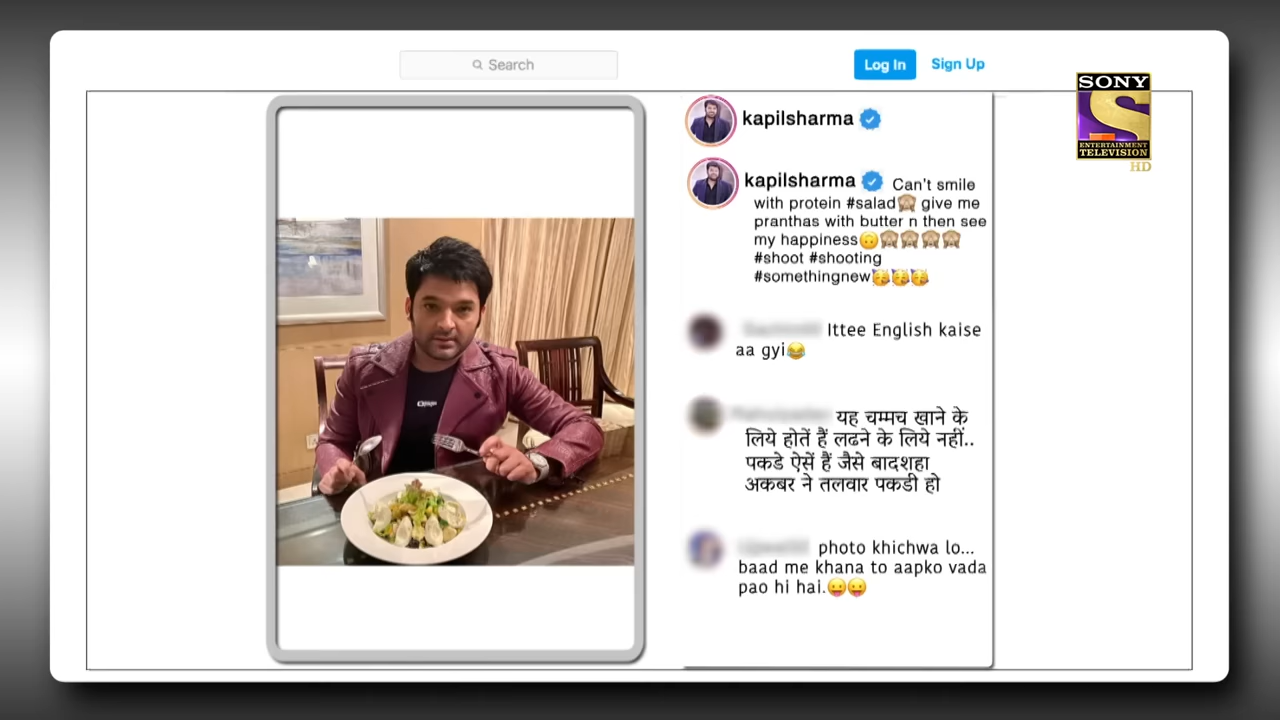 Search
Log In
Sign Up
SONY
S
ENTERTAINMENT
TELEVISION
HD
kapilsharma
kapilsharma Can't smile
with protein #salad🙈 give me
pranthas with butter n then see
my happiness🙃🙈🙈🙈🙈
#shoot #shooting
#somethingnew🥳🥳🥳
Ittee English kaise
aa gyi😂
यह चम्मच खाने के
लिये होतें हैं लढने के लिये नहीं..
पकडे ऐसें हैं जैसे बादशहा
अकबर ने तलवार पकडी हो
photo khichwa lo...
baad me khana to aapko vada
pao hi hai.😛😛